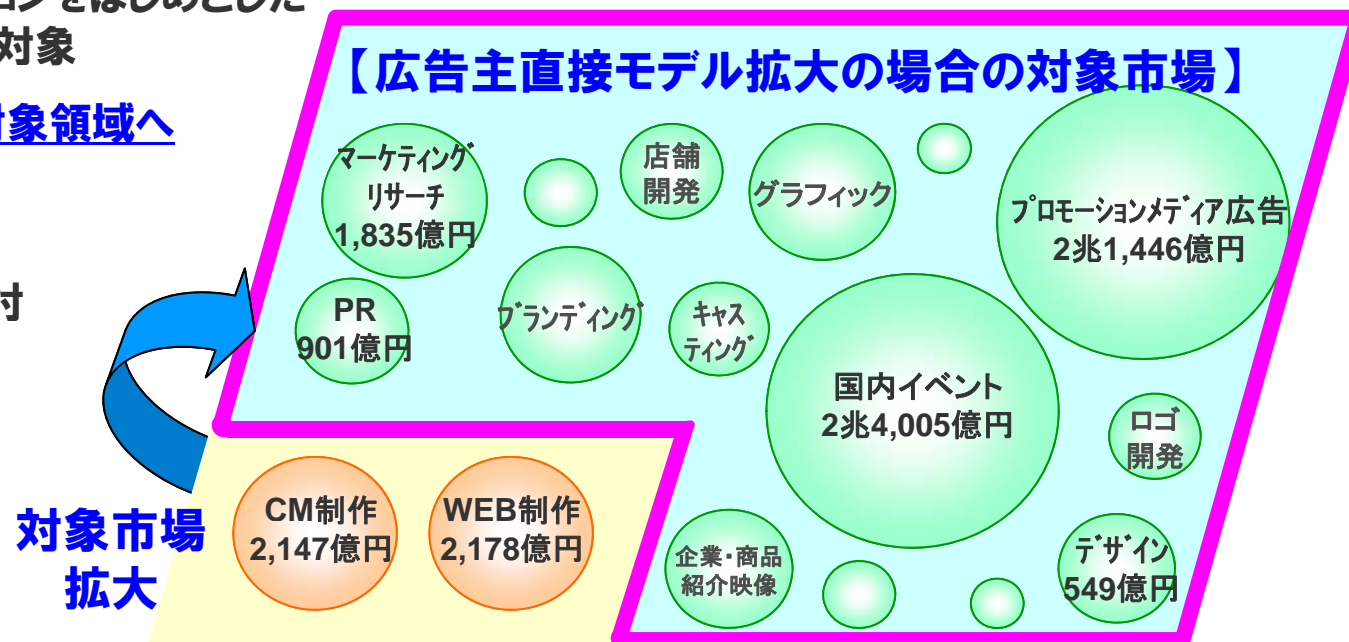 ョンをはじめとした
対象
対象領域へ
付
【広告主直接モデル拡大の場合の対象市場】
マーケティング
リサーチ
1,835億円
店舗
開発
グラフィック
プロモーションメディア広告
2兆1,446億円
PR
901億円
ブランディング
キャス
ティング
国内イベント
2兆4,005億円
ロゴ
開発
CM制作
2,147億円
WEB制作
2,178億円
企業・商品
紹介映像
デザイン
549億円
対象市場
拡大